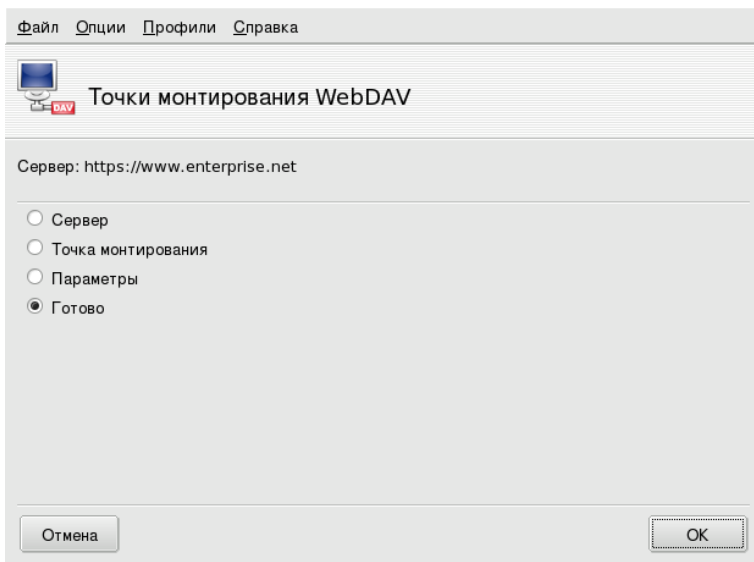 Файл Опции Профили Справка
DAV
Точки монтирования WebDAV
Сервер: https://www.enterprise.net
Сервер
Точка монтирования
Параметры
Готово
Отмена
OK